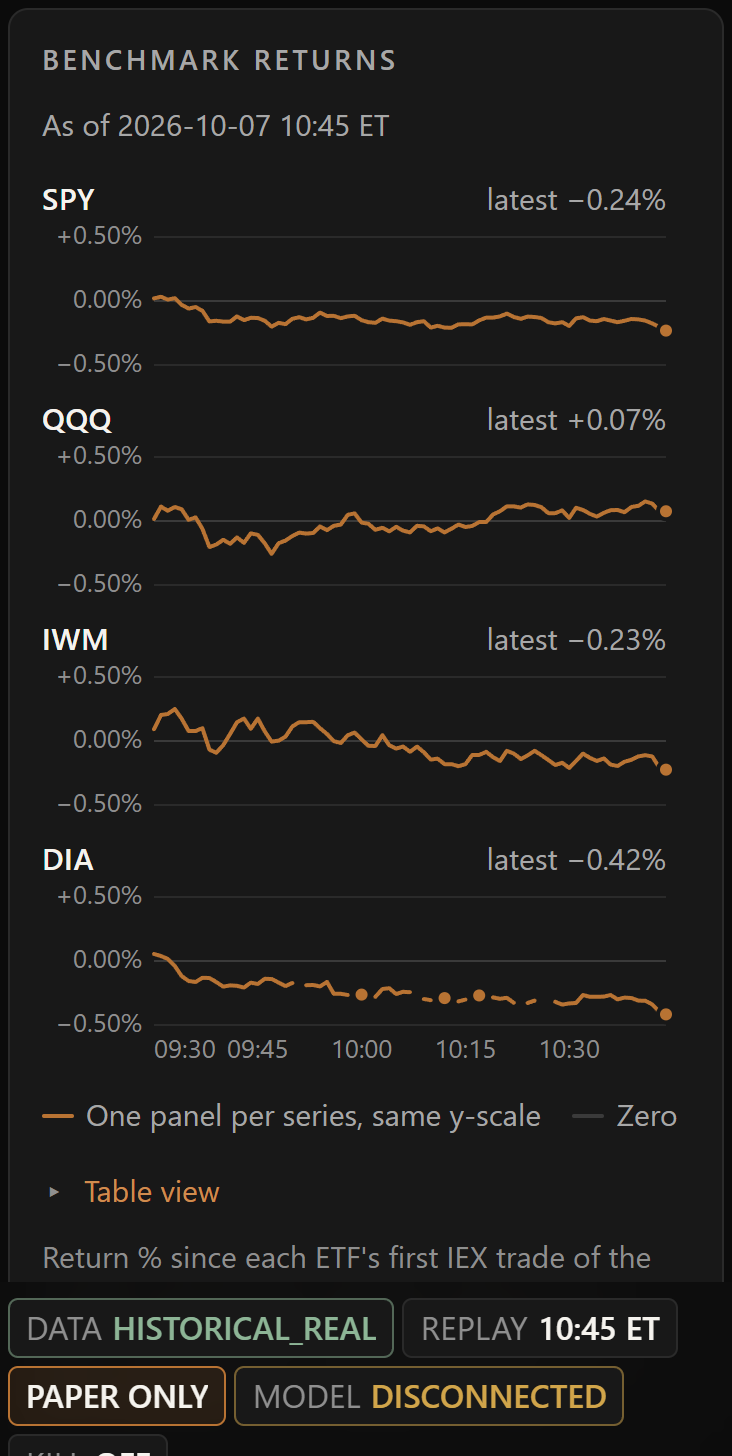 BENCHMARK RETURNS
As of 2026-10-07 10:45 ET
SPY latest −0.24%
+0.50%
0.00%
−0.50%
QQQ latest +0.07%
+0.50%
0.00%
−0.50%
IWM latest −0.23%
+0.50%
0.00%
−0.50%
DIA latest −0.42%
+0.50%
0.00%
−0.50%
09:30 09:45 10:00 10:15 10:30
One panel per series, same y-scale Zero
Table view
Return % since each ETF's first IEX trade of the
DATA HISTORICAL_REAL REPLAY 10:45 ET
PAPER ONLY MODEL DISCONNECTED
KILL OFF